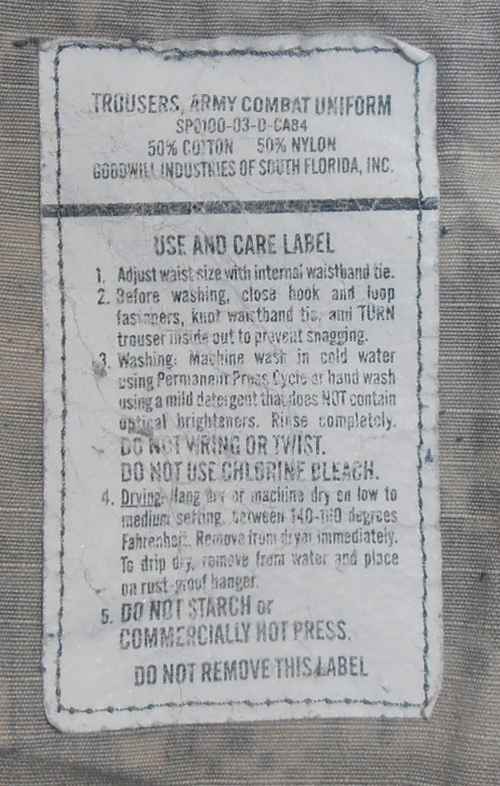 TROUSERS, ARMY COMBAT UNIFORM
SPO100-03-D-CA84
50% COTTON 50% NYLON
GOODWILL INDUSTRIES OF SOUTH FLORIDA, INC.
USE AND CARE LABEL
1. Adjust waist size with internal waistband tie.
2. Before washing, close hook and loop
fasteners, knot waistband tie, and TURN
trouser inside out to prevent snagging.
3. Washing: Machine wash in cold water
using Permanent Press Cycle or hand wash
using a mild detergent that does NOT contain
optical brighteners. Rinse completely.
DO NOT WRING OR TWIST.
DO NOT USE CHLORINE BLEACH.
4. Drying: Hang dry or machine dry on low to
medium setting, between 140-160 degrees
Fahrenheit. Remove from dryer immediately.
To drip dry, remove from water and place
on rust-proof hanger.
5. DO NOT STARCH or
COMMERCIALLY HOT PRESS.
DO NOT REMOVE THIS LABEL